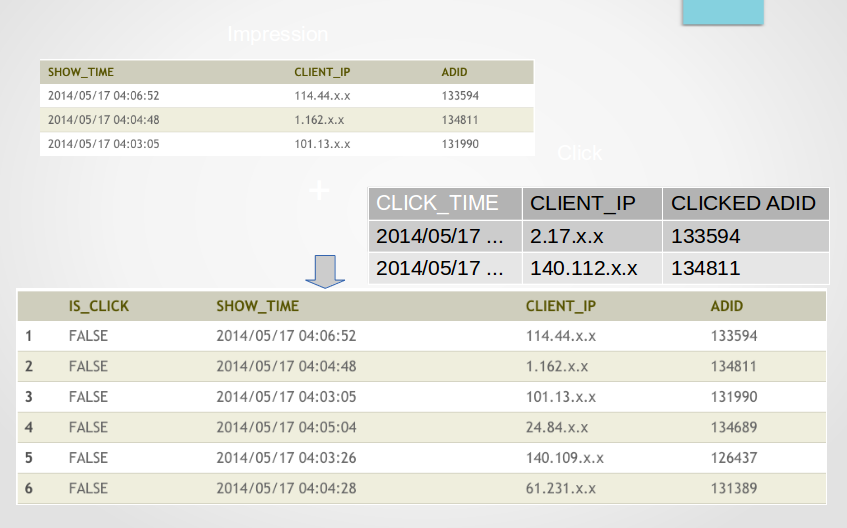 Impression
SHOW_TIME CLIENT_IP ADID
2014/05/17 04:06:52 114.44.x.x 133594
2014/05/17 04:04:48 1.162.x.x 134811
2014/05/17 04:03:05 101.13.x.x 131990
Click
+
CLICK_TIME CLIENT_IP CLICKED ADID
2014/05/17 ... 2.17.x.x 133594
2014/05/17 ... 140.112.x.x 134811
IS_CLICK SHOW_TIME CLIENT_IP ADID
1 FALSE 2014/05/17 04:06:52 114.44.x.x 133594
2 FALSE 2014/05/17 04:04:48 1.162.x.x 134811
3 FALSE 2014/05/17 04:03:05 101.13.x.x 131990
4 FALSE 2014/05/17 04:05:04 24.84.x.x 134689
5 FALSE 2014/05/17 04:03:26 140.109.x.x 126437
6 FALSE 2014/05/17 04:04:28 61.231.x.x 131389